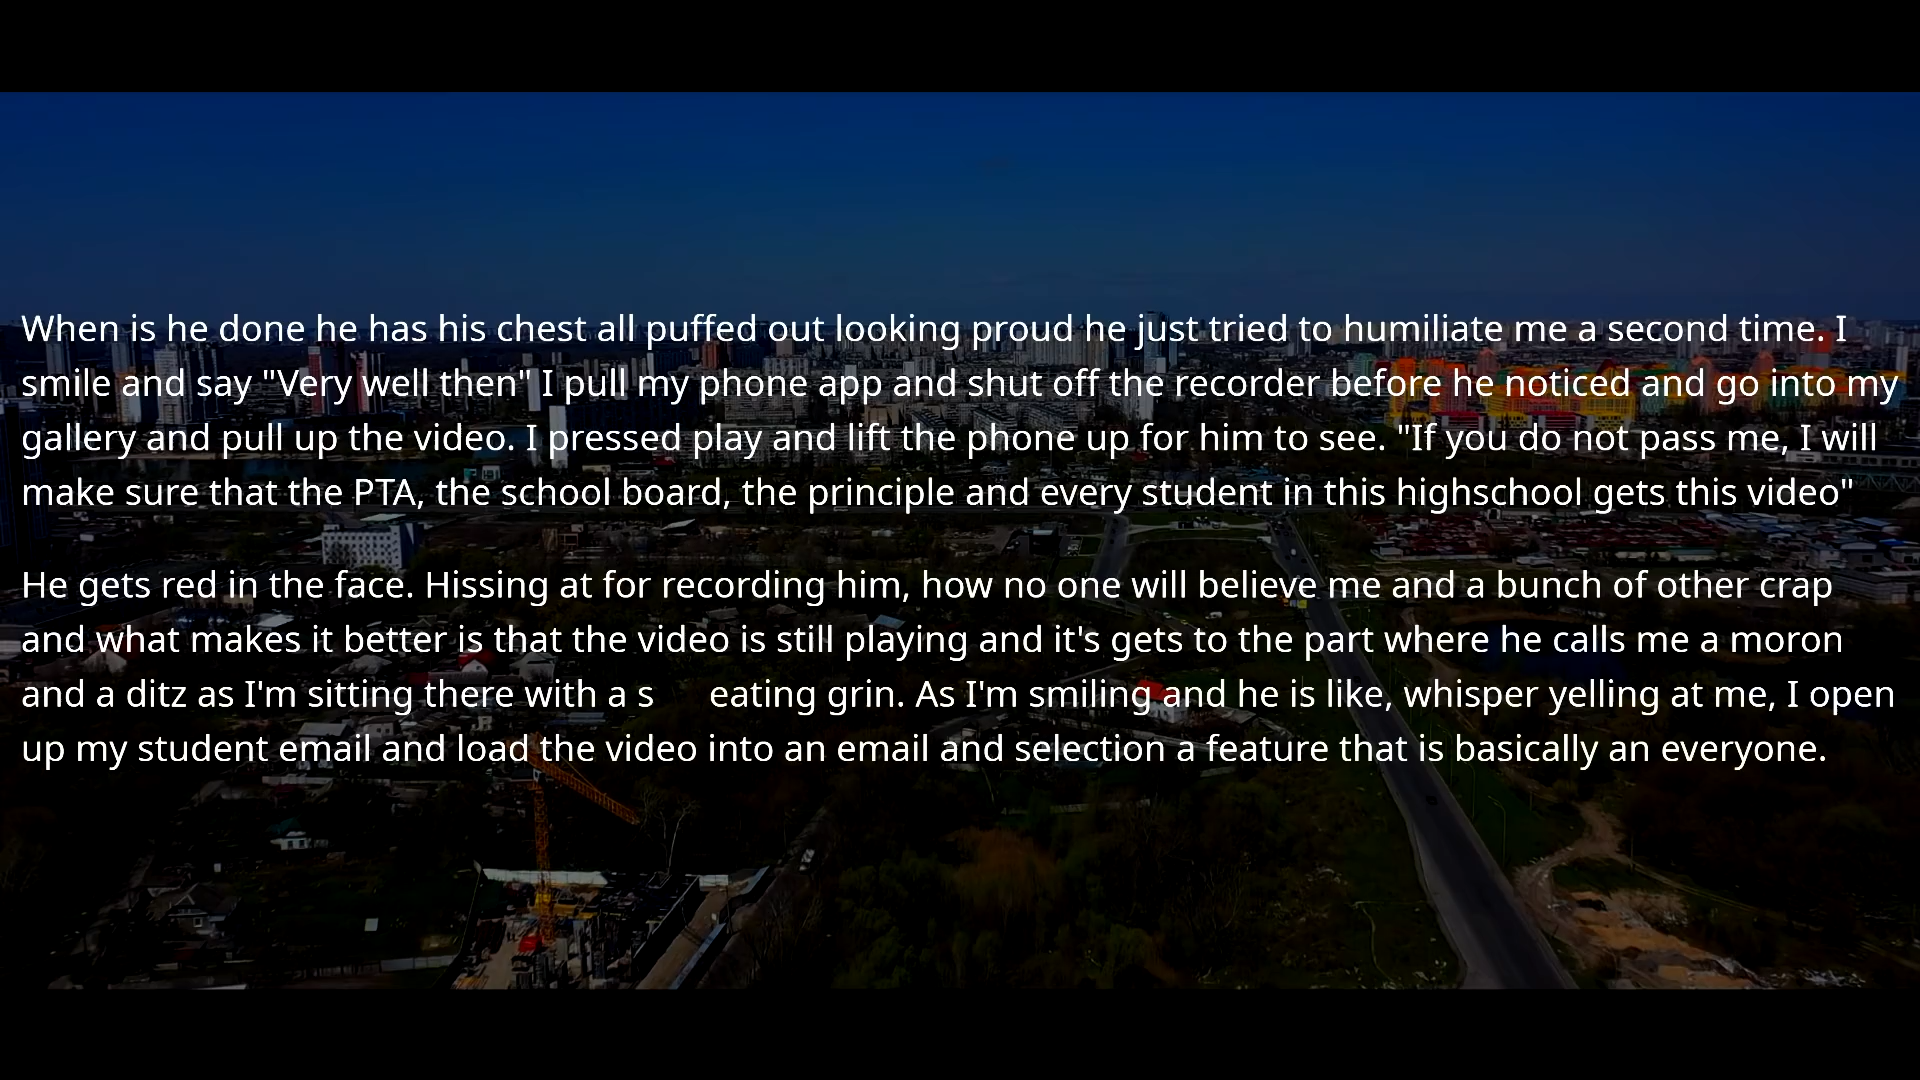 When is he done he has his chest all puffed out looking proud he just tried to humiliate me a second time. I
smile and say "Very well then" I pull my phone app and shut off the recorder before he noticed and go into my
gallery and pull up the video. I pressed play and lift the phone up for him to see. "If you do not pass me, I will
make sure that the PTA, the school board, the principle and every student in this highschool gets this video"
He gets red in the face. Hissing at for recording him, how no one will believe me and a bunch of other crap
and what makes it better is that the video is still playing and it's gets to the part where he calls me a moron
and a ditz as I'm sitting there with a s eating grin. As I'm smiling and he is like, whisper yelling at me, I open
up my student email and load the video into an email and selection a feature that is basically an everyone.